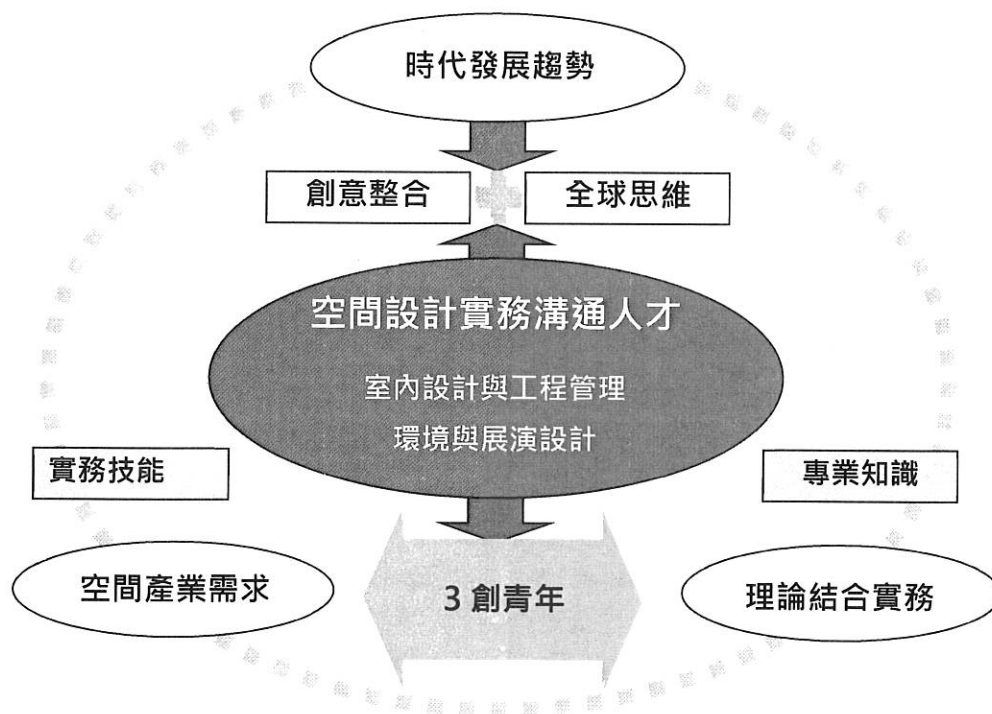 時代發展趨勢
創意整合
全球思維
空間設計實務溝通人才
室內設計與工程管理
環境與展演設計
實務技能
專業知識
空間產業需求
3 創青年
理論結合實務